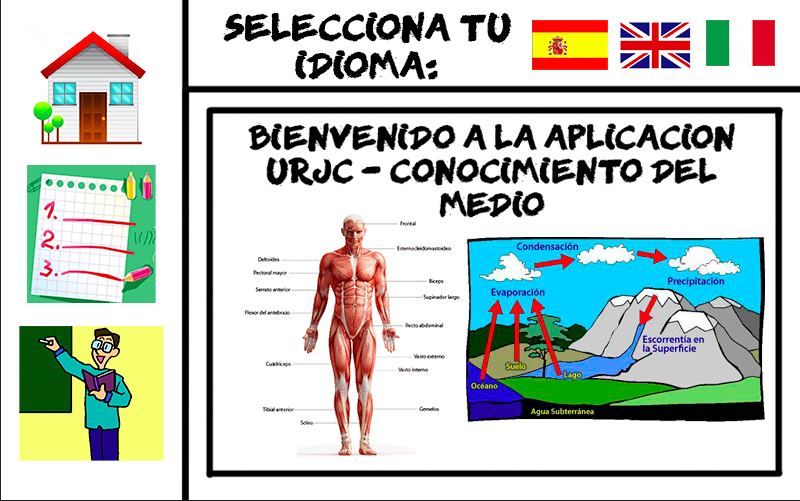 SELECCIONA TU
IDIOMA:
BIENVENIDO A LA APLICACION
URJC - CONOCIMIENTO DEL
MEDIO
1.
2.
3.
Frontal
Esternocleidomastoideo
Deltoides
Pectoral mayor
Serrato anterior
Flexor del antebrazo
Bíceps
Supinador largo
Recto abdominal
Cuádriceps
Vasto externo
Vasto interno
Tibial anterior
Gemelos
Sóleo
Condensación
Precipitación
Evaporación
Escorrentía en
la Superficie
Suelo
Lago
Océano
Agua Subterránea